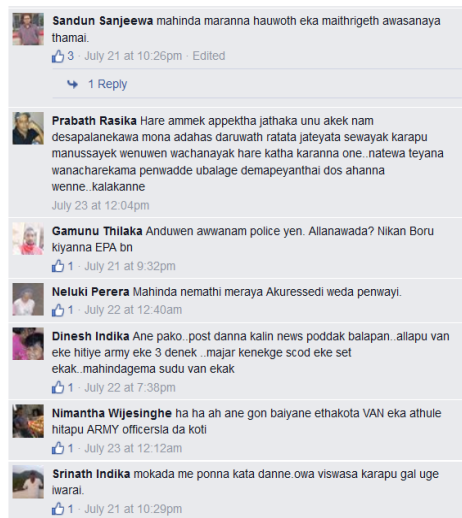 Sandun Sanjeewa mahinda maranna hauwoth eka maithrigeth awasanaya
thamai.
3 · July 21 at 10:26pm · Edited
1 Reply
Prabath Rasika Hare ammek appektha jathaka unu akek nam
desapalanekawa mona adahas daruwath ratata jateyata sewayak karapu
manussayek wenuwen wachanayak hare katha karanna one..natewa teyana
wanacharekama penwadde ubalage demapeyanthai dos ahanna
wenne..kalakanne
July 23 at 12:04pm
Gamunu Thilaka Anduwen awwanam police yen. Allanawada? Nikan Boru
kiyanna EPA bn
1 · July 21 at 9:32pm
Neluki Perera Mahinda nemathi meraya Akuressedi weda penwayi.
1 · July 22 at 12:40am
Dinesh Indika Ane pako..post danna kalin news poddak balapan..allapu van
eke hitiye army eke 3 denek ..majar kenekge scod eke set
ekak..mahindagema sudu van ekak
1 · July 22 at 7:38pm
Nimantha Wijesinghe ha ha ah ane gon baiyane ethakota VAN eka athule
hitapu ARMY officersla da koti
1 · July 23 at 12:12am
Srinath Indika mokada me ponna kata danne.owa viswasa karapu gal uge
iwarai.
1 · July 21 at 10:29pm